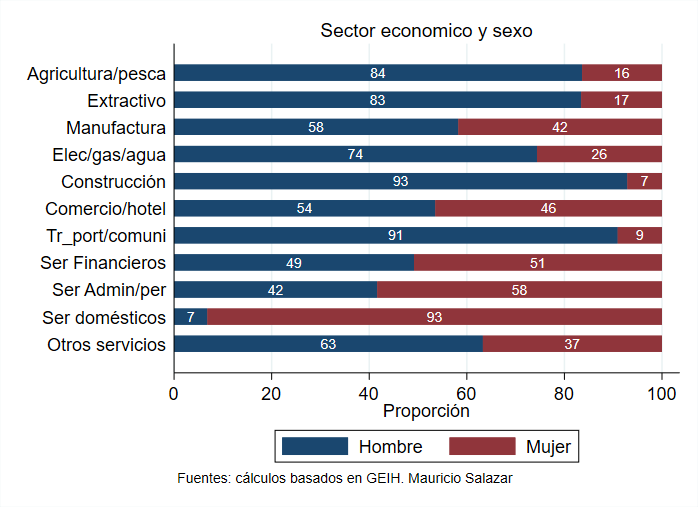 Sector economico y sexo
Agricultura/pesca 84 16
Extractivo 83 17
Manufactura 58 42
Elec/gas/agua 74 26
Construcción 93 7
Comercio/hotel 54 46
Tr_port/comuni 91 9
Ser Financieros 49 51
Ser Admin/per 42 58
Ser domésticos 7 93
Otros servicios 63 37
0 20 40 60 80 100
Proporción
Hombre Mujer
Fuentes: cálculos basados en GEIH. Mauricio Salazar